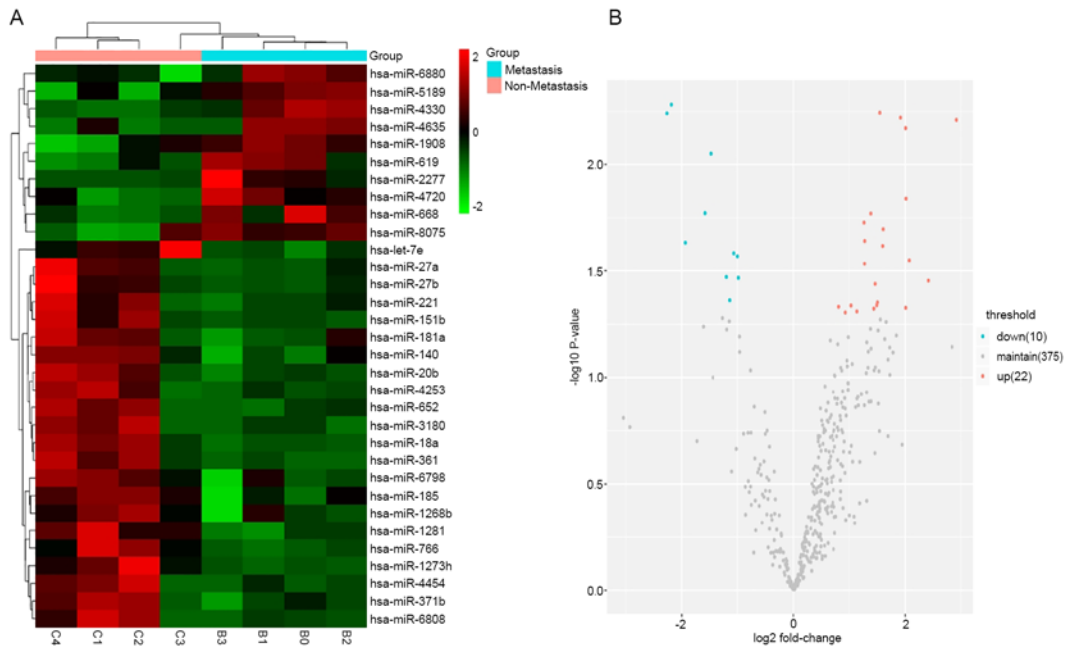 A
Group
hsa-miR-6880
hsa-miR-5189
hsa-miR-4330
hsa-miR-4635
hsa-miR-1908
hsa-miR-619
hsa-miR-2277
hsa-miR-4720
hsa-miR-668
hsa-miR-8075
hsa-let-7e
hsa-miR-27a
hsa-miR-27b
hsa-miR-221
hsa-miR-151b
hsa-miR-181a
hsa-miR-140
hsa-miR-20b
hsa-miR-4253
hsa-miR-652
hsa-miR-3180
hsa-miR-18a
hsa-miR-361
hsa-miR-6798
hsa-miR-185
hsa-miR-1268b
hsa-miR-1281
hsa-miR-766
hsa-miR-1273h
hsa-miR-4454
hsa-miR-371b
hsa-miR-6808
C4 C1 C2 C3 B3 B1 B0 B2
2
0
-2
Group
Metastasis
Non-Metastasis
B
-log10 P-value
2.0
1.5
1.0
0.5
0.0
-2 0 2
log2 fold-change
threshold
down(10)
maintain(375)
up(22)